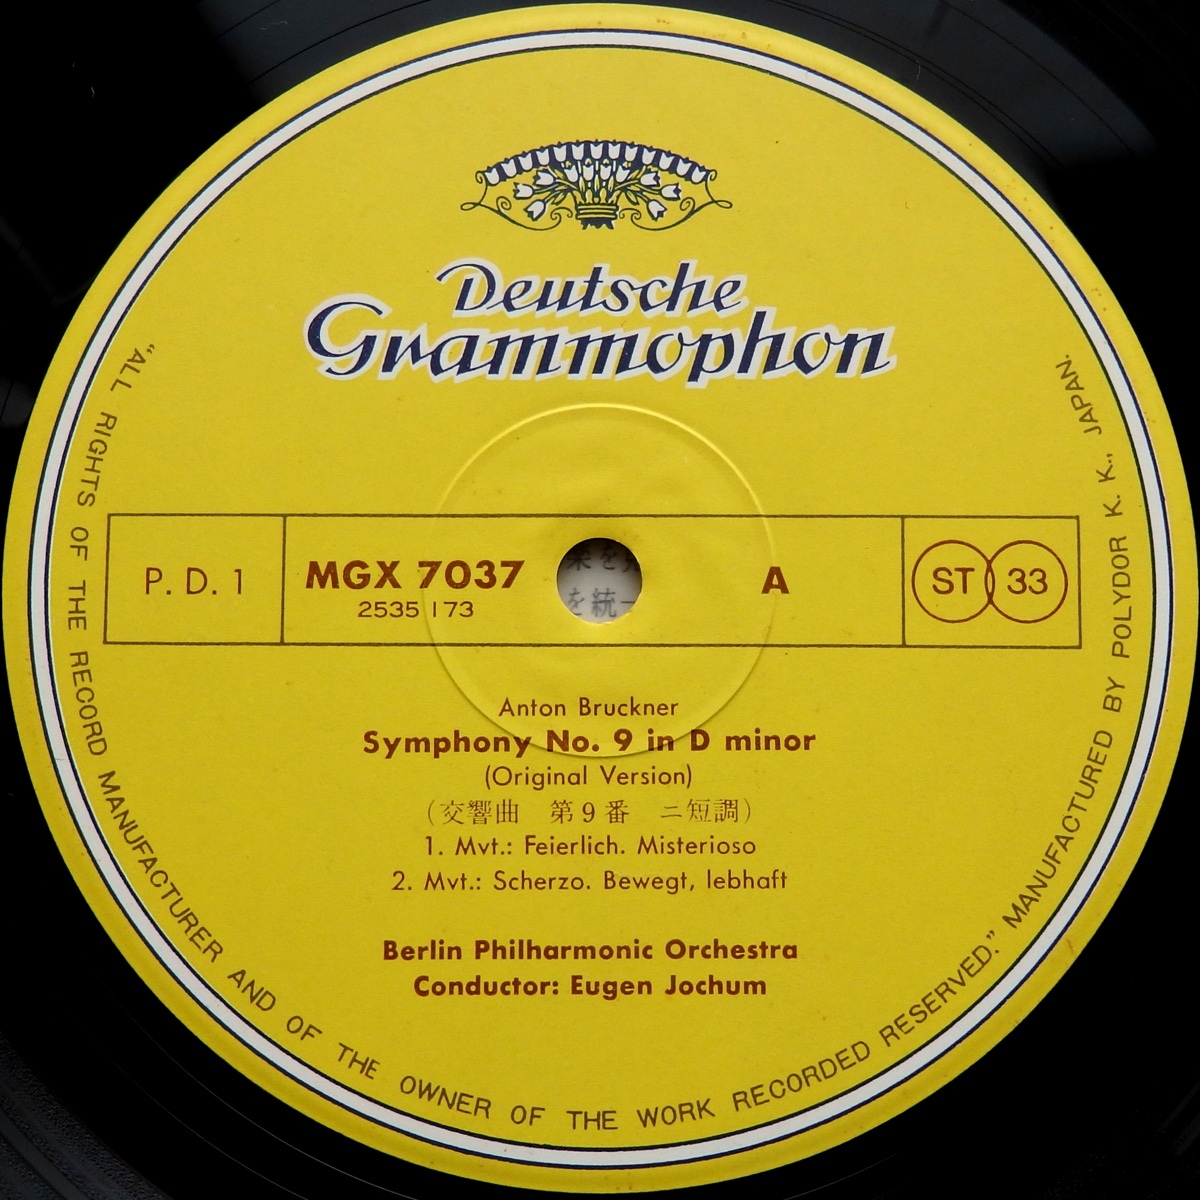 Deutsche
Grammophon
P. D. 1
MGX 7037
2535 173
A
ST 33
Anton Bruckner
Symphony No. 9 in D minor
(Original Version)
(交響曲　第9番　ニ短調)
1. Mvt.: Feierlich. Misterioso
2. Mvt.: Scherzo. Bewegt, lebhaft
Berlin Philharmonic Orchestra
Conductor: Eugen Jochum
"ALL RIGHTS OF THE RECORD MANUFACTURER AND OF THE OWNER OF THE WORK RECORDED RESERVED." MANUFACTURED BY POLYDOR K. K., JAPAN.
を統一